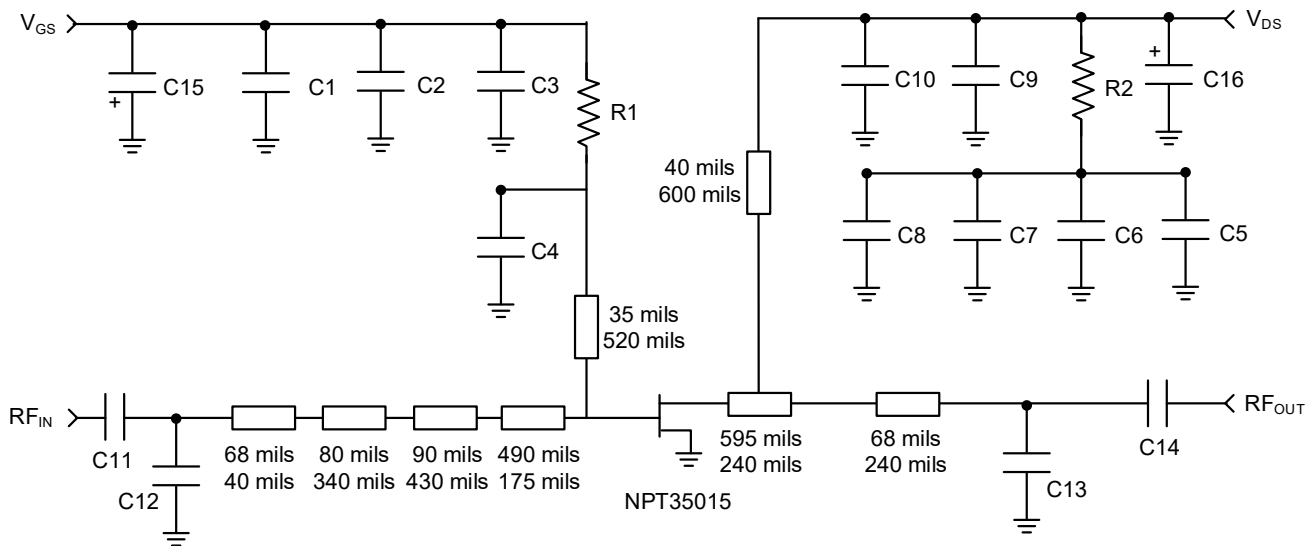 VGS
VDS
+
C15
C1
C2
C3
R1
C10
C9
R2
+
C16
40 mils
600 mils
C4
C8
C7
C6
C5
35 mils
520 mils
RFIN
RFOUT
C11
C12
68 mils
40 mils
80 mils
340 mils
90 mils
430 mils
490 mils
175 mils
NPT35015
595 mils
240 mils
68 mils
240 mils
C13
C14